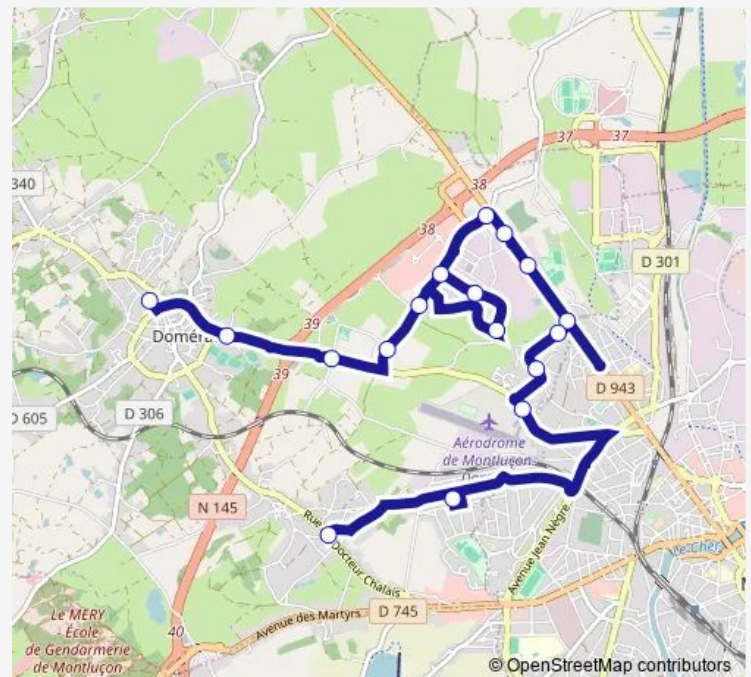 37
37
340
38
38
D 301
39
Doméra
39
D 943
D 605
D 306
Aérodrome
de Montluçon
N 145
Rue
Docteur-Chalais
Avenue Jean Nègre
Le Cher
Le MERY
- École
de Gendarmerie
de Montluçon
40
Avenue des Martyrs
D 745
© OpenStreetMap contributors